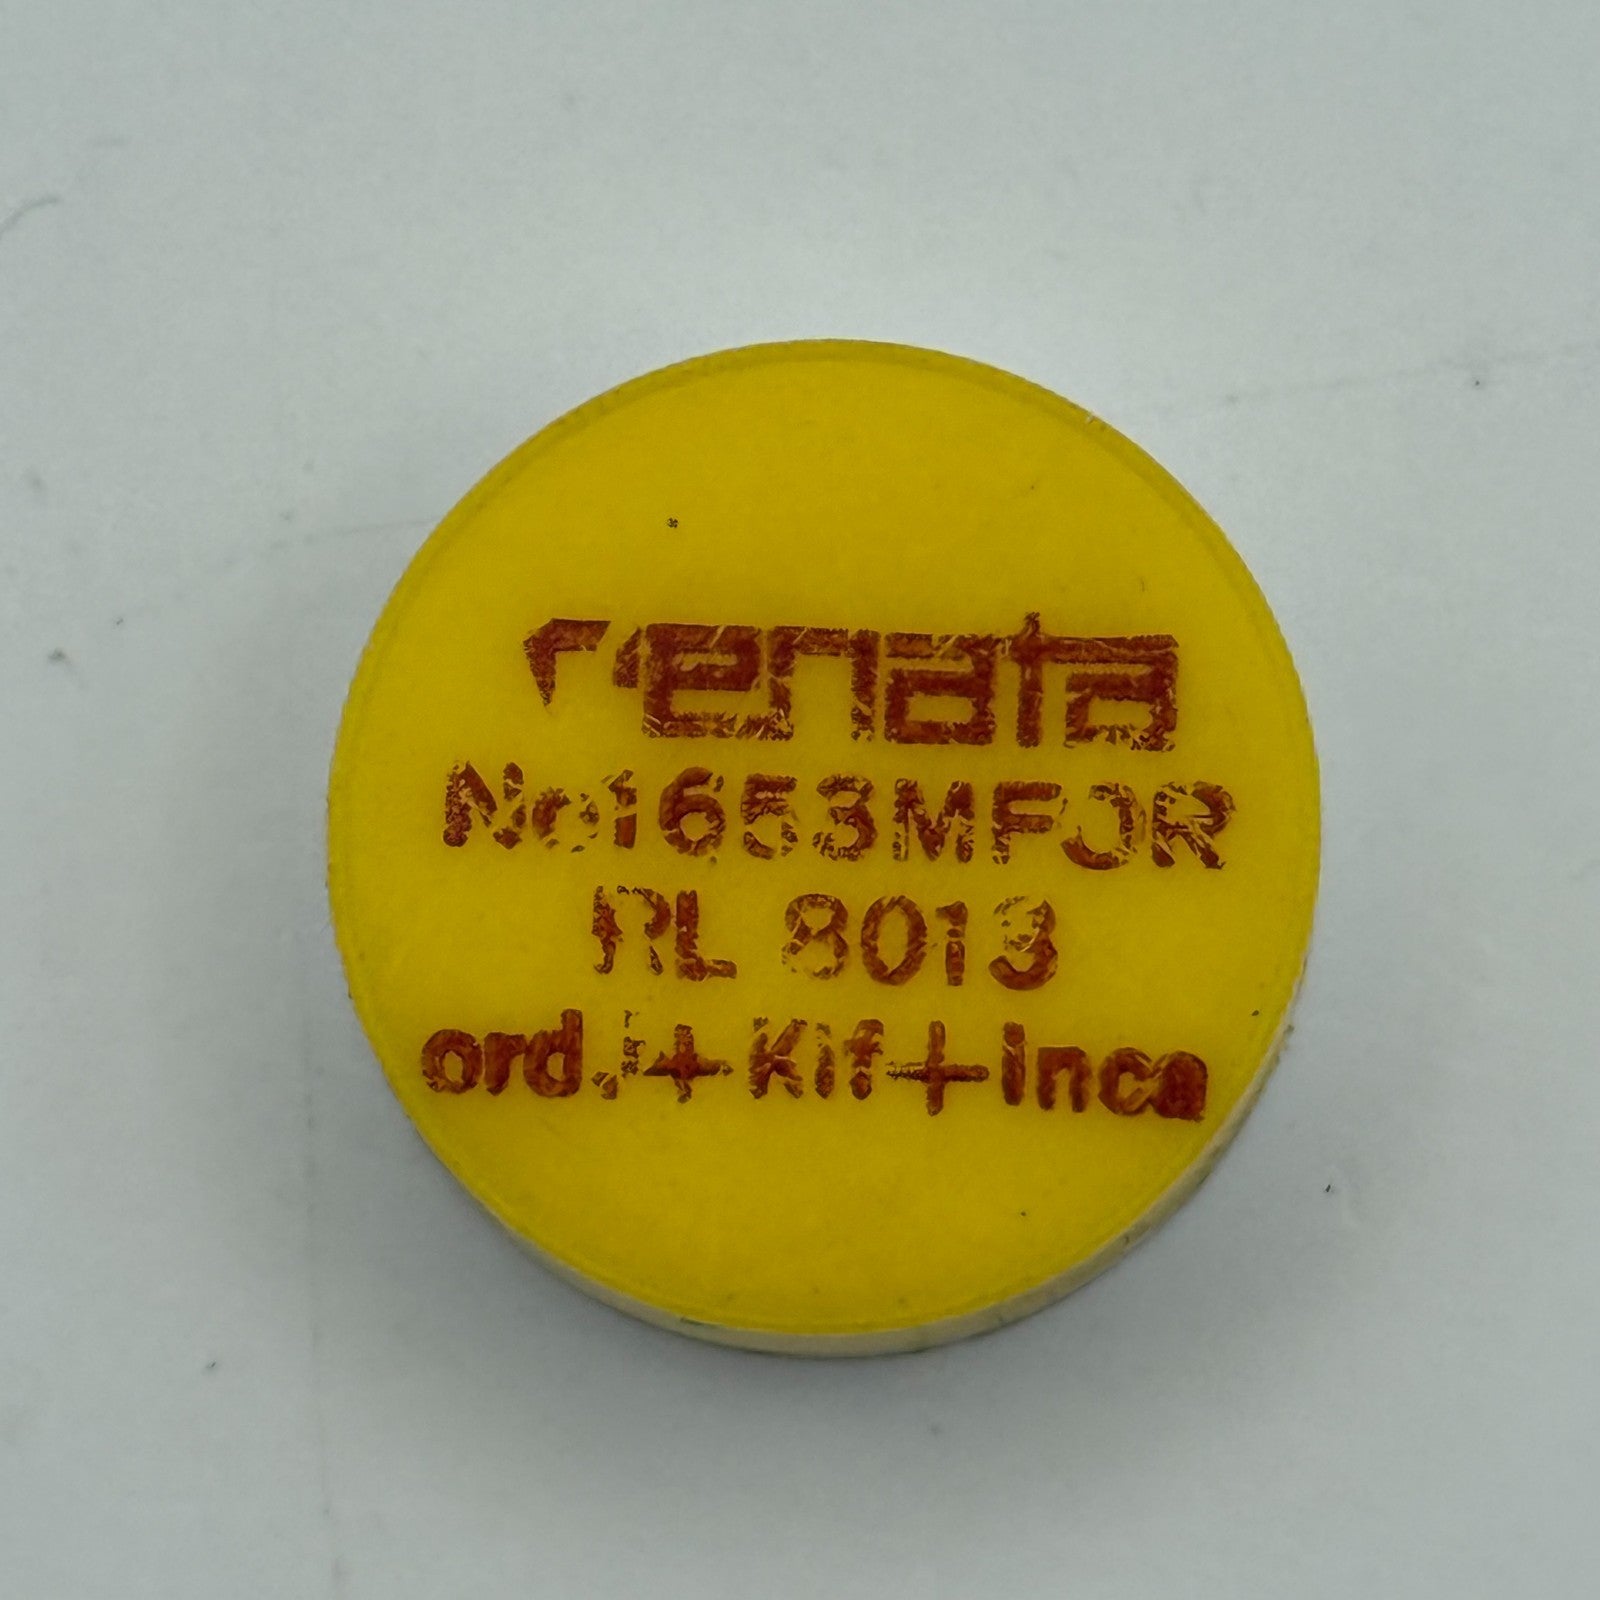 renata
No1653MFOR
RL 8013
ord.J+Kif+Inca